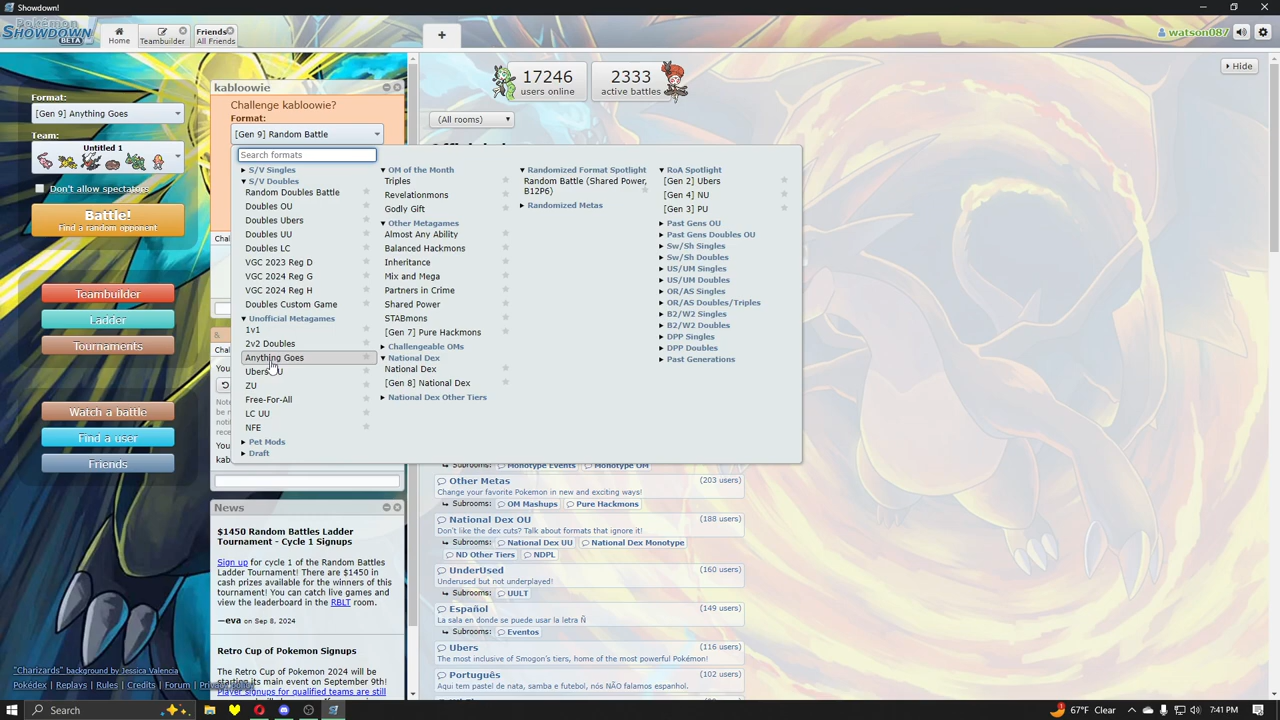 Showdown!
Pokémon
SHOWDOWN
BETA
Home
Teambuilder
Friends
All Friends
+
watson087
Format:
[Gen 9] Anything Goes
Team:
Untitled 1
Don't allow spectators
Battle!
Find a random opponent
Teambuilder
Ladder
Tournaments
Watch a battle
Find a user
Friends
"Charizards" background by Jessica Valencia
Pokédex | Replays | Rules | Credits | Forum |
kabloowie
Challenge kabloowie?
Format:
[Gen 9] Random Battle
Search formats
S/V Singles
S/V Doubles
Random Doubles Battle
Doubles OU
Doubles Ubers
Doubles UU
Doubles LC
VGC 2023 Reg D
VGC 2024 Reg G
VGC 2024 Reg H
Doubles Custom Game
Unofficial Metagames
1v1
2v2 Doubles
Anything Goes
Ubers UU
ZU
Free-For-All
LC UU
NFE
Pet Mods
Draft
OM of the Month
Triples
Revelationmons
Godly Gift
Other Metagames
Almost Any Ability
Balanced Hackmons
Inheritance
Mix and Mega
Partners in Crime
Shared Power
STABmons
[Gen 7] Pure Hackmons
Challengeable OMs
National Dex
National Dex
[Gen 8] National Dex
National Dex Other Tiers
Randomized Format Spotlight
Random Battle (Shared Power,
B12P6)
Randomized Metas
RoA Spotlight
[Gen 2] Ubers
[Gen 4] NU
[Gen 3] PU
Past Gens OU
Past Gens Doubles OU
Sw/Sh Singles
Sw/Sh Doubles
US/UM Singles
US/UM Doubles
OR/AS Singles
OR/AS Doubles/Triples
B2/W2 Singles
B2/W2 Doubles
DPP Singles
DPP Doubles
Past Generations
News
$1450 Random Battles Ladder
Tournament - Cycle 1 Signups
Sign up for cycle 1 of the Random Battles
Ladder Tournament! There are $1450 in
cash prizes available for the winners of this
tournament! You can catch live games and
view the leaderboard in the RBLT room.
—eva on Sep 8, 2024
Retro Cup of Pokemon Signups
The Retro Cup of Pokemon 2024 will be
starting its main event on September 9th!
Player signups for qualified teams are still
17246
users online
2333
active battles
Hide
(All rooms)
Subrooms: Monotype Events Monotype OM
Other Metas (203 users)
Change your favorite Pokemon in new and exciting ways!
Subrooms: OM Mashups Pure Hackmons
National Dex OU (188 users)
Don't like the dex cuts? Talk about formats that ignore it!
Subrooms: National Dex UU National Dex Monotype
ND Other Tiers NDPL
UnderUsed (160 users)
Underused but not underplayed!
Subrooms: UULT
Español (149 users)
La sala en donde se puede usar la letra Ñ
Subrooms: Eventos
Ubers (116 users)
The most inclusive of Smogon's tiers, home of the most powerful Pokémon!
Português (102 users)
Aqui tem pastel de nata, samba e futebol, nós NÃO falamos espanhol.
Search
67°F
7:41 PM